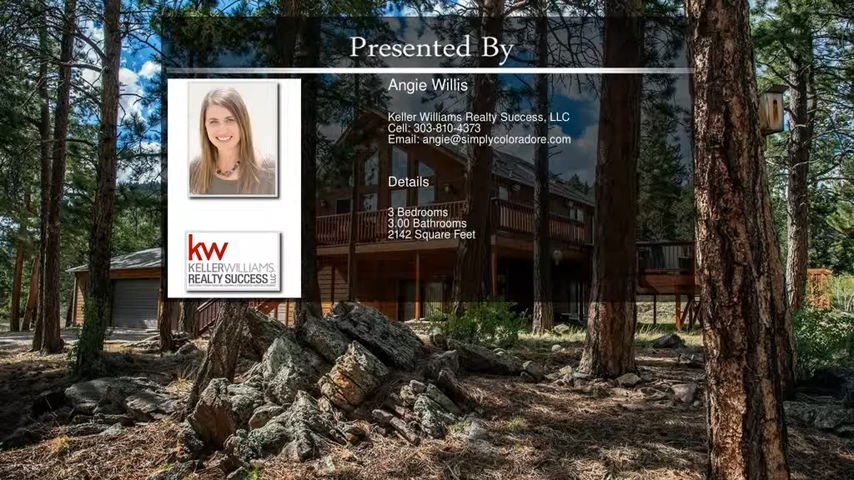 Presented By
Angie Willis
Keller Williams Realty Success, LLC
Cell: 303-810-4373
Email: angie@simplycoloradore.com
Details
3 Bedrooms
3.00 Bathrooms
2142 Square Feet
kw
KELLERWILLIAMS.
REALTY SUCCESS LLC